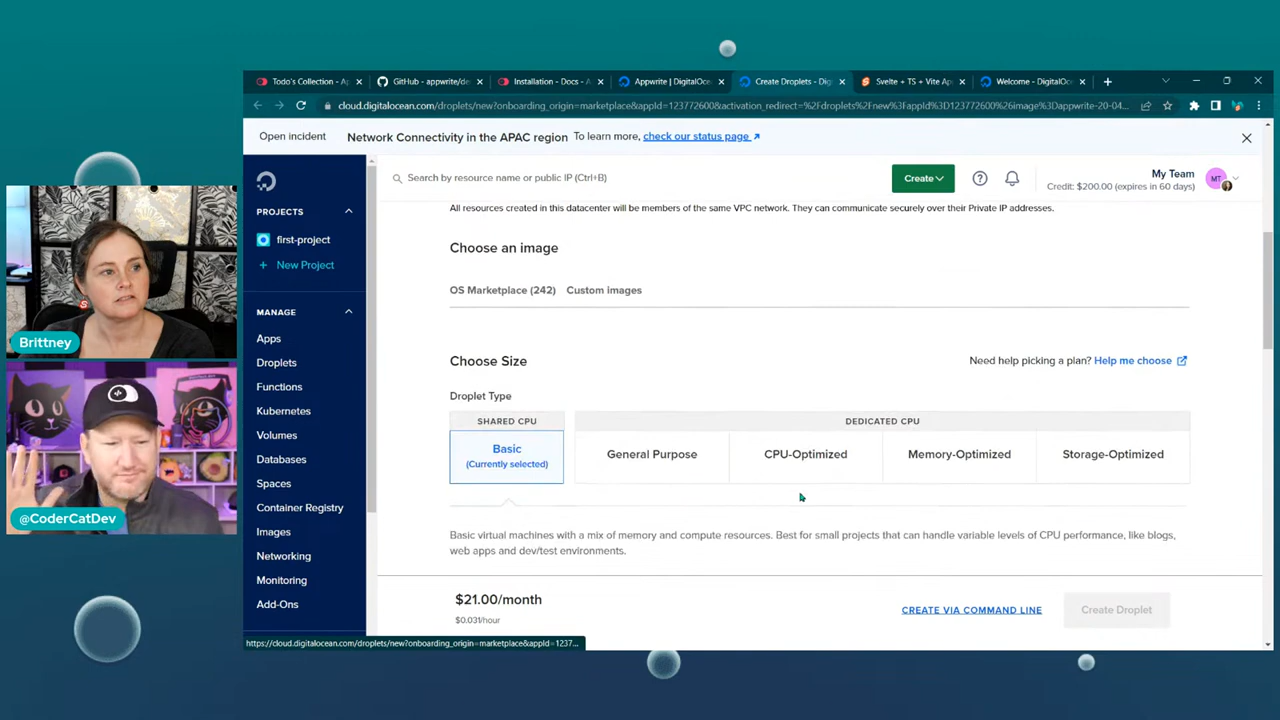 Todo's Collection - Ap
GitHub - appwrite/de
Installation - Docs - A
Appwrite | DigitalOce
Create Droplets - Dig
Svelte + TS + Vite Ap
Welcome - DigitalOc
cloud.digitalocean.com/droplets/new?onboarding_origin=marketplace&appId=123772600&activation_redirect=%2Fdroplets%2Fnew%3FappId%3D123772600%26image%3Dappwrite-20-04...
Open incident
Network Connectivity in the APAC region
To learn more, check our status page
Search by resource name or public IP (Ctrl+B)
Create
My Team
Credit: $200.00 (expires in 60 days)
MT
PROJECTS
first-project
+ New Project
MANAGE
Apps
Droplets
Functions
Kubernetes
Volumes
Databases
Spaces
Container Registry
Images
Networking
Monitoring
Add-Ons
All resources created in this datacenter will be members of the same VPC network. They can communicate securely over their Private IP addresses.
Choose an image
OS Marketplace (242) Custom images
Choose Size
Need help picking a plan? Help me choose
Droplet Type
SHARED CPU
DEDICATED CPU
Basic
(Currently selected)
General Purpose
CPU-Optimized
Memory-Optimized
Storage-Optimized
Basic virtual machines with a mix of memory and compute resources. Best for small projects that can handle variable levels of CPU performance, like blogs,
web apps and dev/test environments.
$21.00/month
$0.031/hour
CREATE VIA COMMAND LINE
Create Droplet
https://cloud.digitalocean.com/droplets/new?onboarding_origin=marketplace&appId=1237...
Brittney
@CoderCatDev